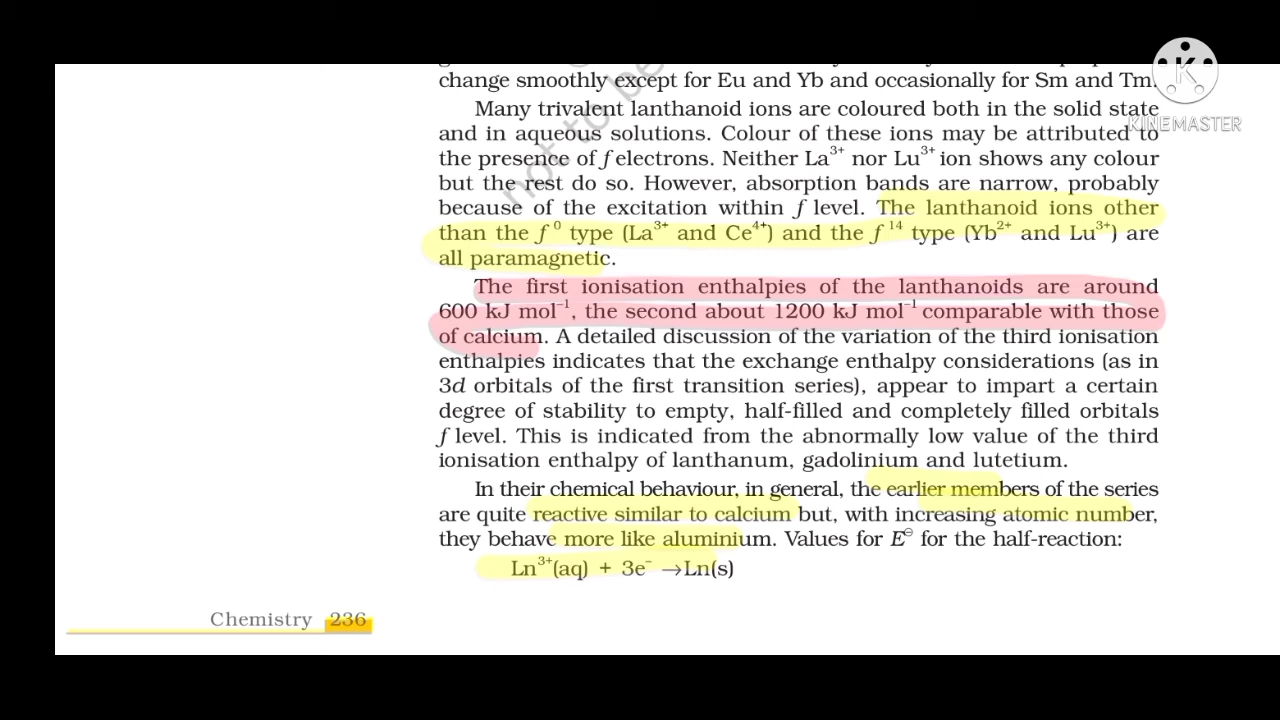 change smoothly except for Eu and Yb and occasionally for Sm and Tm.
Many trivalent lanthanoid ions are coloured both in the solid state
and in aqueous solutions. Colour of these ions may be attributed to
the presence of f electrons. Neither La³⁺ nor Lu³⁺ ion shows any colour
but the rest do so. However, absorption bands are narrow, probably
because of the excitation within f level. The lanthanoid ions other
than the f⁰ type (La³⁺ and Ce⁴⁺) and the f¹⁴ type (Yb²⁺ and Lu³⁺) are
all paramagnetic.
The first ionisation enthalpies of the lanthanoids are around
600 kJ mol⁻¹, the second about 1200 kJ mol⁻¹ comparable with those
of calcium. A detailed discussion of the variation of the third ionisation
enthalpies indicates that the exchange enthalpy considerations (as in
3d orbitals of the first transition series), appear to impart a certain
degree of stability to empty, half-filled and completely filled orbitals
f level. This is indicated from the abnormally low value of the third
ionisation enthalpy of lanthanum, gadolinium and lutetium.
In their chemical behaviour, in general, the earlier members of the series
are quite reactive similar to calcium but, with increasing atomic number,
they behave more like aluminium. Values for E⊖ for the half-reaction:
Ln³⁺(aq) + 3e⁻ →Ln(s)
Chemistry 236
not to be
K
KINEMASTER